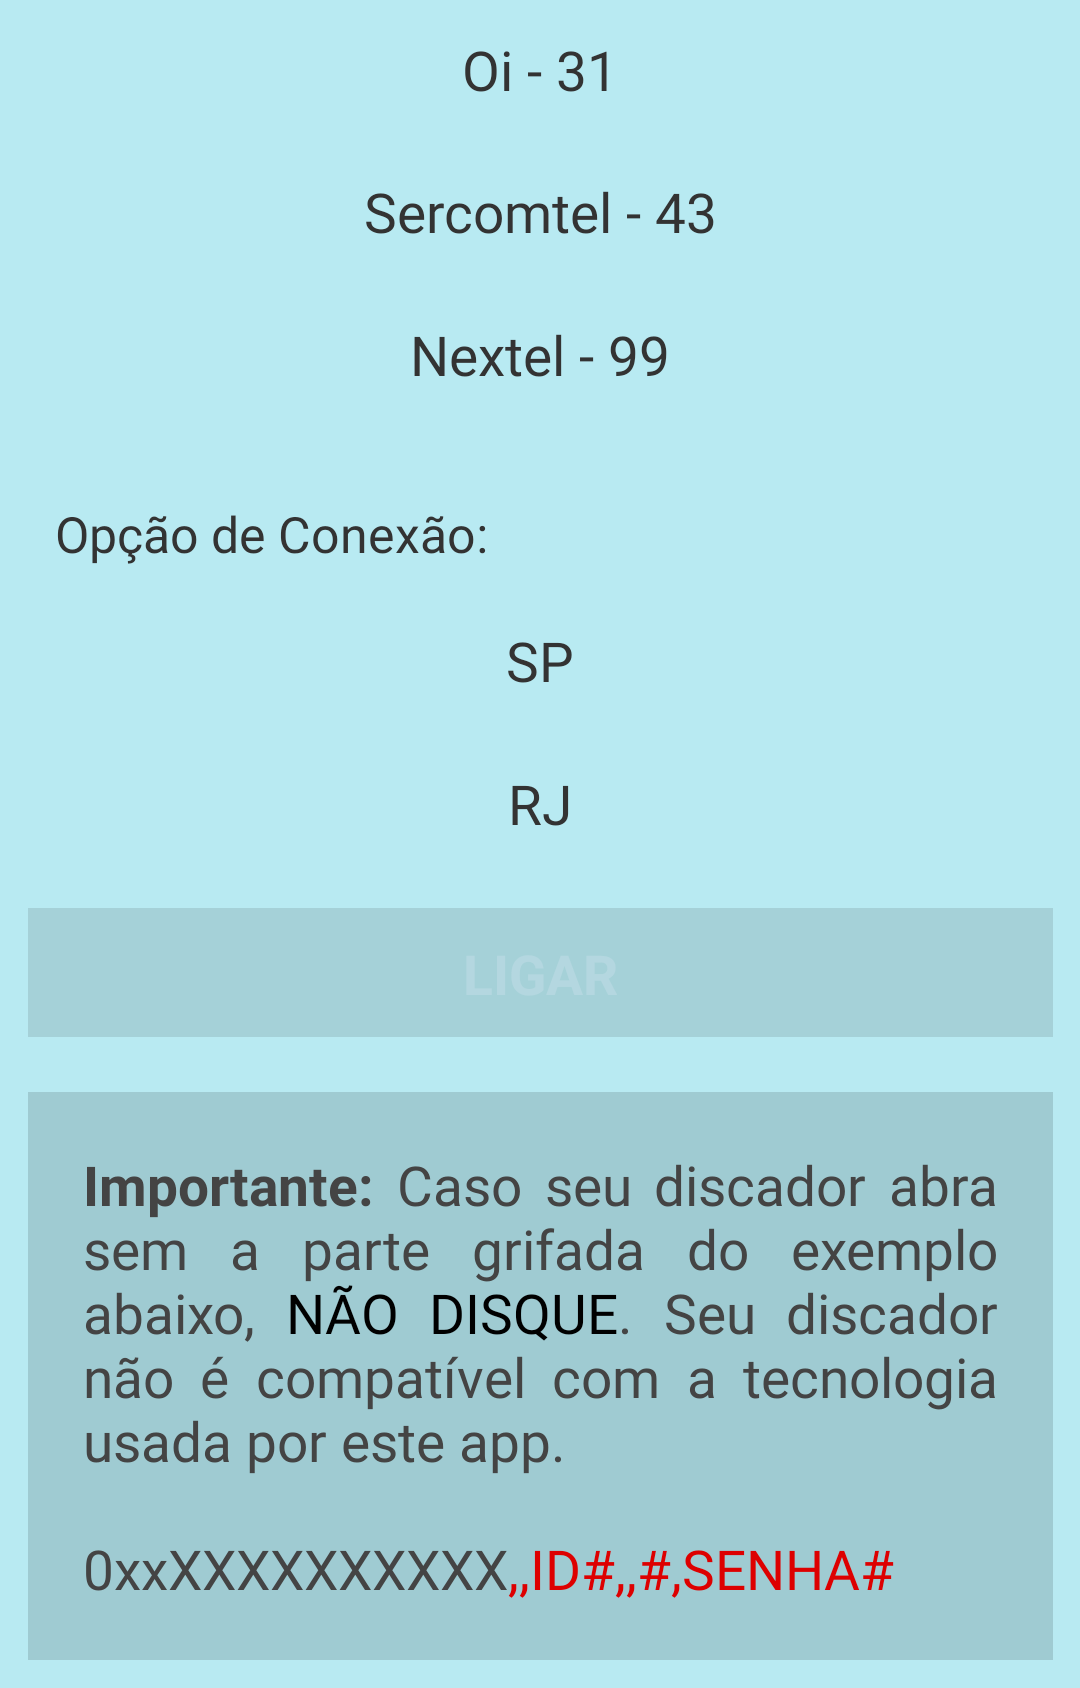 Oi - 31
Sercomtel - 43
Nextel - 99
Opção de Conexão:
SP
RJ
LIGAR
Importante: Caso seu discador abra
sem a parte grifada do exemplo
abaixo, NÃO DISQUE. Seu discador
não é compatível com a tecnologia
usada por este app.
0xxXXXXXXXXXX,,ID#,,#,SENHA#